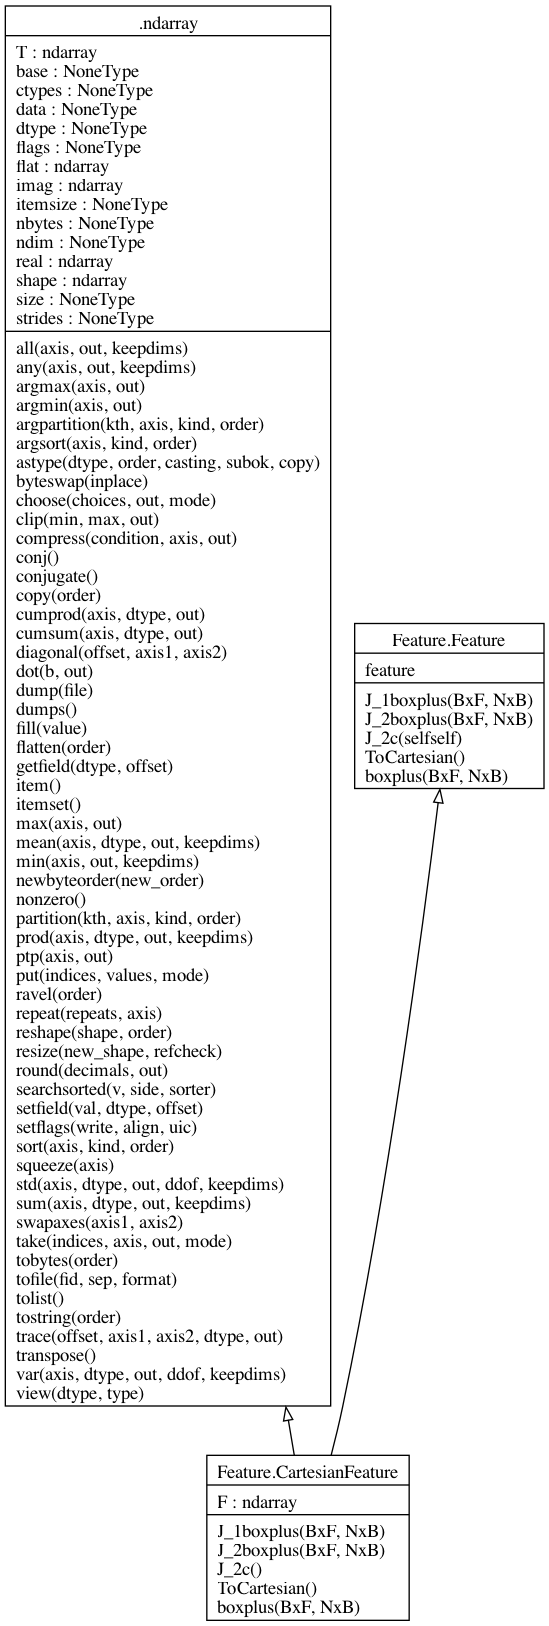 .ndarray
T : ndarray
base : NoneType
ctypes : NoneType
data : NoneType
dtype : NoneType
flags : NoneType
flat : ndarray
imag : ndarray
itemsize : NoneType
nbytes : NoneType
ndim : NoneType
real : ndarray
shape : ndarray
size : NoneType
strides : NoneType
all(axis, out, keepdims)
any(axis, out, keepdims)
argmax(axis, out)
argmin(axis, out)
argpartition(kth, axis, kind, order)
argsort(axis, kind, order)
astype(dtype, order, casting, subok, copy)
byteswap(inplace)
choose(choices, out, mode)
clip(min, max, out)
compress(condition, axis, out)
conj()
conjugate()
copy(order)
cumprod(axis, dtype, out)
cumsum(axis, dtype, out)
diagonal(offset, axis1, axis2)
dot(b, out)
dump(file)
dumps()
fill(value)
flatten(order)
getfield(dtype, offset)
item()
itemset()
max(axis, out)
mean(axis, dtype, out, keepdims)
min(axis, out, keepdims)
newbyteorder(new_order)
nonzero()
partition(kth, axis, kind, order)
prod(axis, dtype, out, keepdims)
ptp(axis, out)
put(indices, values, mode)
ravel(order)
repeat(repeats, axis)
reshape(shape, order)
resize(new_shape, refcheck)
round(decimals, out)
searchsorted(v, side, sorter)
setfield(val, dtype, offset)
setflags(write, align, uic)
sort(axis, kind, order)
squeeze(axis)
std(axis, dtype, out, ddof, keepdims)
sum(axis, dtype, out, keepdims)
swapaxes(axis1, axis2)
take(indices, axis, out, mode)
tobytes(order)
tofile(fid, sep, format)
tolist()
tostring(order)
trace(offset, axis1, axis2, dtype, out)
transpose()
var(axis, dtype, out, ddof, keepdims)
view(dtype, type)
Feature.Feature
feature
J_1boxplus(BxF, NxB)
J_2boxplus(BxF, NxB)
J_2c(selfself)
ToCartesian()
boxplus(BxF, NxB)
Feature.CartesianFeature
F : ndarray
J_1boxplus(BxF, NxB)
J_2boxplus(BxF, NxB)
J_2c()
ToCartesian()
boxplus(BxF, NxB)